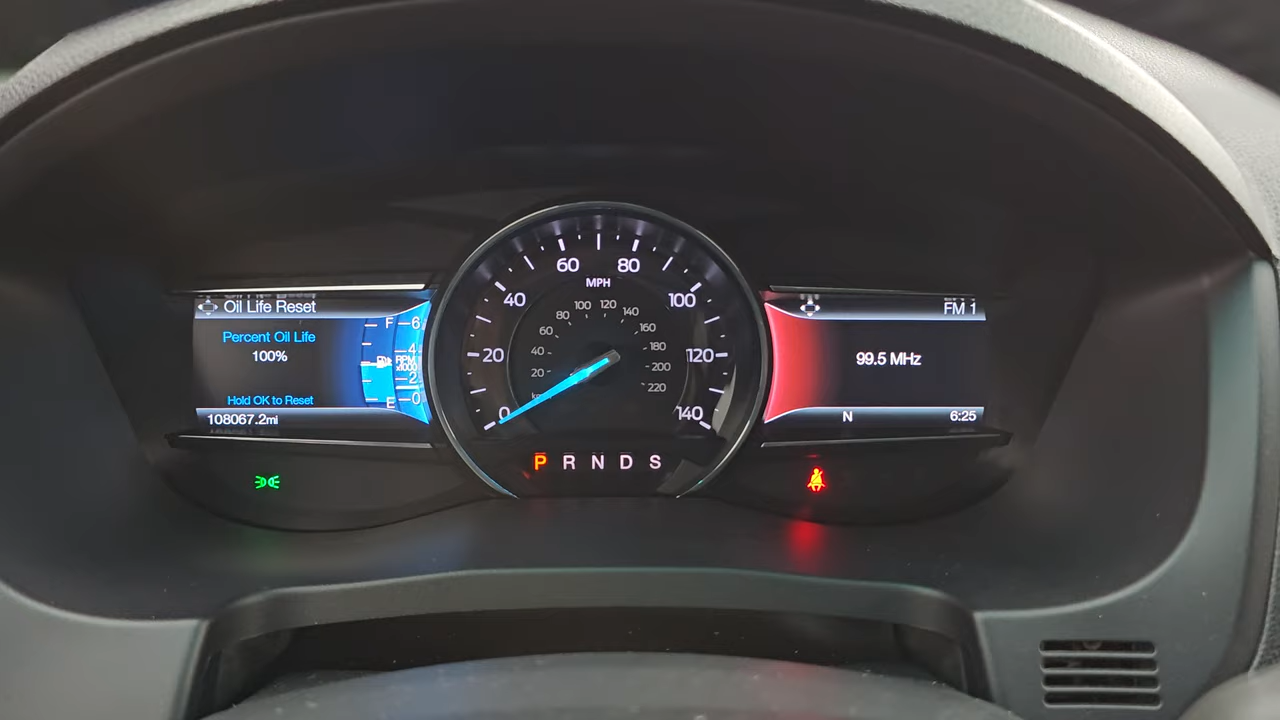 Oil Life Reset
Percent Oil Life
100%
Hold OK to Reset
108067.2mi
F
E
6
4
2
0
RPM
x1000
MPH
0
20
40
60
80
100
120
140
20
40
60
80
100
120
140
160
180
200
220
P R N D S
FM 1
99.5 MHz
N
6:25